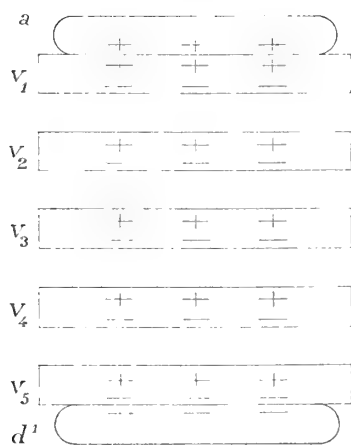 a
+ + +
V1
+ + +
— — —
V2
+ + +
— — —
V3
+ + +
— — —
V4
+ + +
— — —
V5
+ + +
— — —
d1
— — —